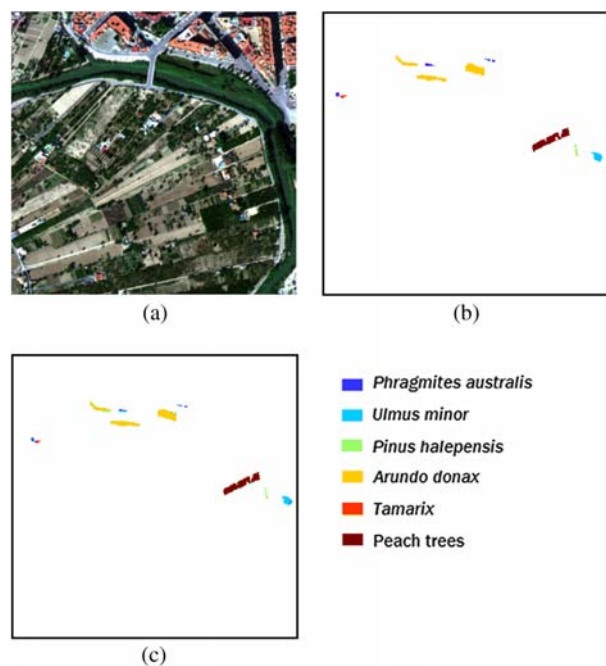 (a)
(b)
(c)
Phragmites australis
Ulmus minor
Pinus halepensis
Arundo donax
Tamarix
Peach trees